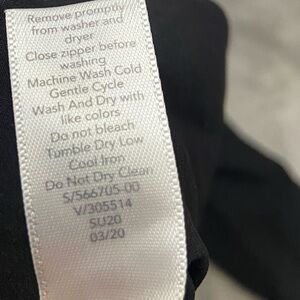 Remove promptly
from washer and
dryer
Close zipper before
washing
Machine Wash Cold
Gentle Cycle
Wash And Dry with
like colors
Do not bleach
Tumble Dry Low
Cool Iron
Do Not Dry Clean
S/566705-00
V/305514
SU20
03/20